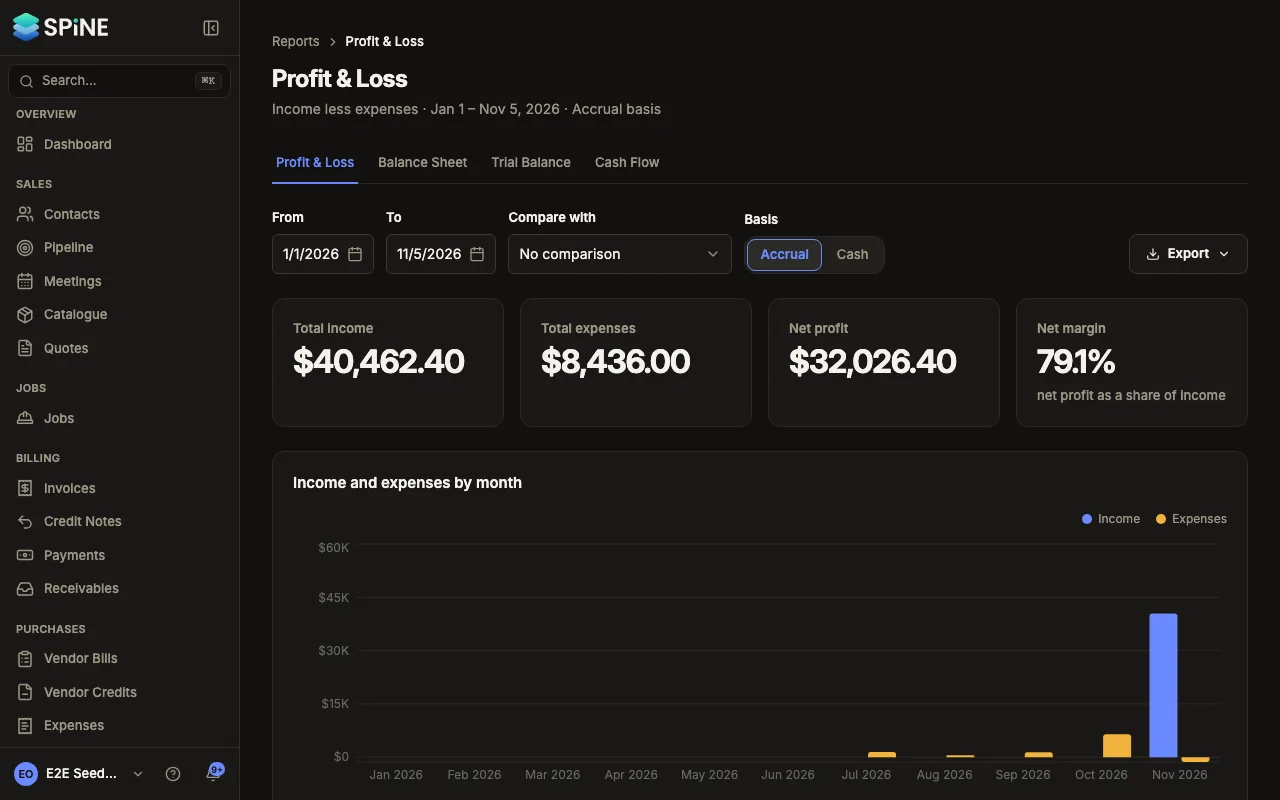 SPiNE
Search...
⌘K
OVERVIEW
Dashboard
SALES
Contacts
Pipeline
Meetings
Catalogue
Quotes
JOBS
Jobs
BILLING
Invoices
Credit Notes
Payments
Receivables
PURCHASES
Vendor Bills
Vendor Credits
Expenses
EO
E2E Seed...
9+
Reports
Profit & Loss
Profit & Loss
Income less expenses · Jan 1 – Nov 5, 2026 · Accrual basis
Profit & Loss
Balance Sheet
Trial Balance
Cash Flow
From
To
Compare with
Basis
1/1/2026
11/5/2026
No comparison
Accrual
Cash
Export
Total income
$40,462.40
Total expenses
$8,436.00
Net profit
$32,026.40
Net margin
79.1%
net profit as a share of income
Income and expenses by month
Income
Expenses
$60K
$45K
$30K
$15K
$0
Jan 2026
Feb 2026
Mar 2026
Apr 2026
May 2026
Jun 2026
Jul 2026
Aug 2026
Sep 2026
Oct 2026
Nov 2026